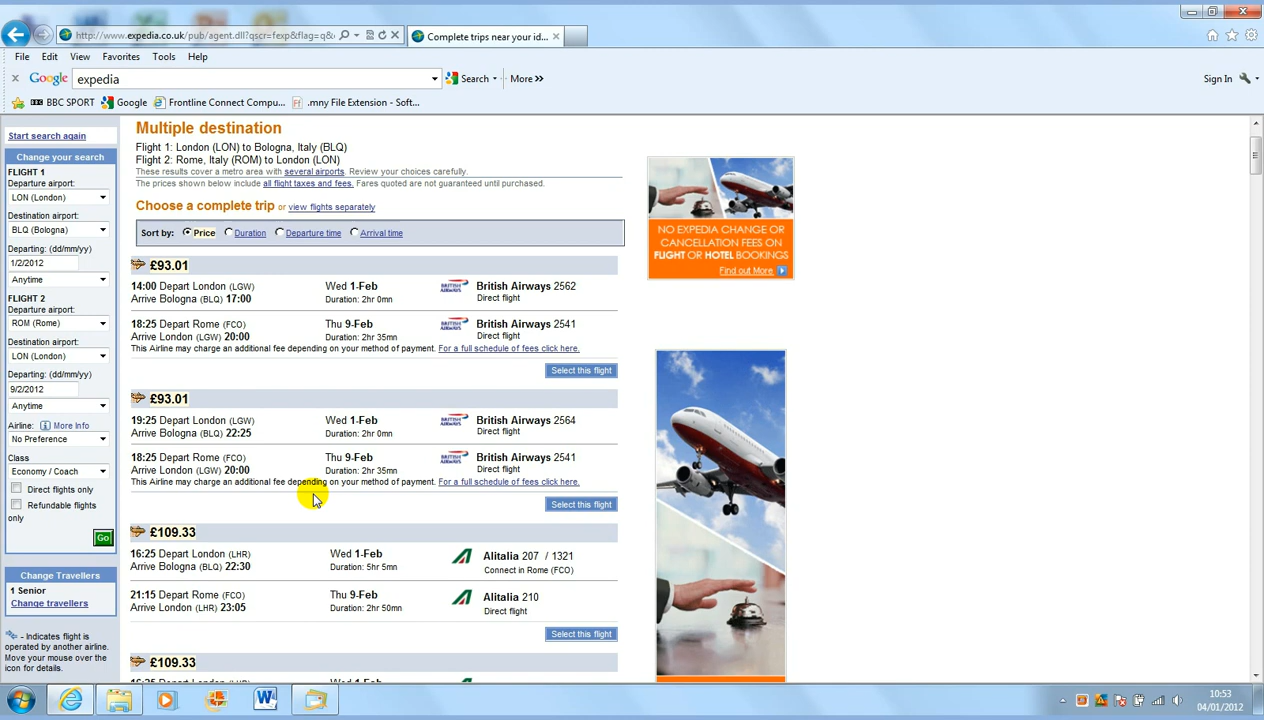 http://www.expedia.co.uk/pub/agent.dll?qscr=fexp&flag=q&
Complete trips near your id...
File Edit View Favorites Tools Help
Google expedia Search More >> Sign In
BBC SPORT Google Frontline Connect Compu... .mny File Extension - Soft...
Start search again
Change your search
FLIGHT 1
Departure airport:
LON (London)
Destination airport:
BLQ (Bologna)
Departing: (dd/mm/yy)
1/2/2012
Anytime
FLIGHT 2
Departure airport:
ROM (Rome)
Destination airport:
LON (London)
Departing: (dd/mm/yy)
9/2/2012
Anytime
Airline: i More Info
No Preference
Class
Economy / Coach
Direct flights only
Refundable flights
only
Go
Change Travellers
1 Senior
Change travellers
- Indicates flight is
operated by another airline.
Move your mouse over the
icon for details.
Multiple destination
Flight 1: London (LON) to Bologna, Italy (BLQ)
Flight 2: Rome, Italy (ROM) to London (LON)
These results cover a metro area with several airports. Review your choices carefully.
The prices shown below include all flight taxes and fees. Fares quoted are not guaranteed until purchased.
Choose a complete trip or view flights separately
Sort by: Price Duration Departure time Arrival time
£93.01
14:00 Depart London (LGW) Wed 1-Feb BRITISH AIRWAYS British Airways 2562
Arrive Bologna (BLQ) 17:00 Duration: 2hr 0mn Direct flight
18:25 Depart Rome (FCO) Thu 9-Feb BRITISH AIRWAYS British Airways 2541
Arrive London (LGW) 20:00 Duration: 2hr 35mn Direct flight
This Airline may charge an additional fee depending on your method of payment. For a full schedule of fees click here.
Select this flight
£93.01
19:25 Depart London (LGW) Wed 1-Feb BRITISH AIRWAYS British Airways 2564
Arrive Bologna (BLQ) 22:25 Duration: 2hr 0mn Direct flight
18:25 Depart Rome (FCO) Thu 9-Feb BRITISH AIRWAYS British Airways 2541
Arrive London (LGW) 20:00 Duration: 2hr 35mn Direct flight
This Airline may charge an additional fee depending on your method of payment. For a full schedule of fees click here.
Select this flight
£109.33
16:25 Depart London (LHR) Wed 1-Feb Alitalia 207 / 1321
Arrive Bologna (BLQ) 22:30 Duration: 5hr 5mn Connect in Rome (FCO)
21:15 Depart Rome (FCO) Thu 9-Feb Alitalia 210
Arrive London (LHR) 23:05 Duration: 2hr 50mn Direct flight
Select this flight
£109.33
NO EXPEDIA CHANGE OR
CANCELLATION FEES ON
FLIGHT OR HOTEL BOOKINGS
Find out More
10:53
04/01/2012